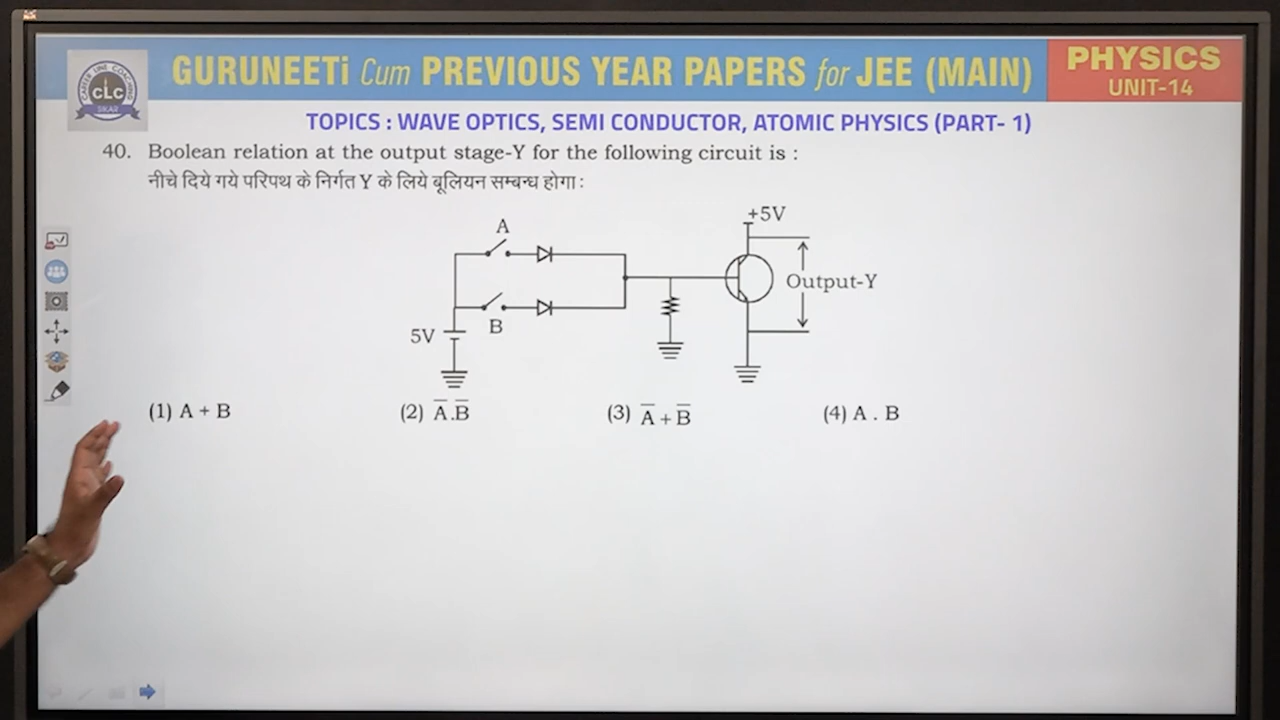 GURUNEETi Cum PREVIOUS YEAR PAPERS for JEE (MAIN)
PHYSICS
UNIT-14
CLC
SIKAR
TOPICS : WAVE OPTICS, SEMI CONDUCTOR, ATOMIC PHYSICS (PART- 1)
40. Boolean relation at the output stage-Y for the following circuit is :
नीचे दिये गये परिपथ के निर्गत Y के लिये बूलियन सम्बन्ध होगा :
+5V
A
Output-Y
B
5V
(1) A + B (2) A̅.B̅ (3) A̅ + B̅ (4) A . B